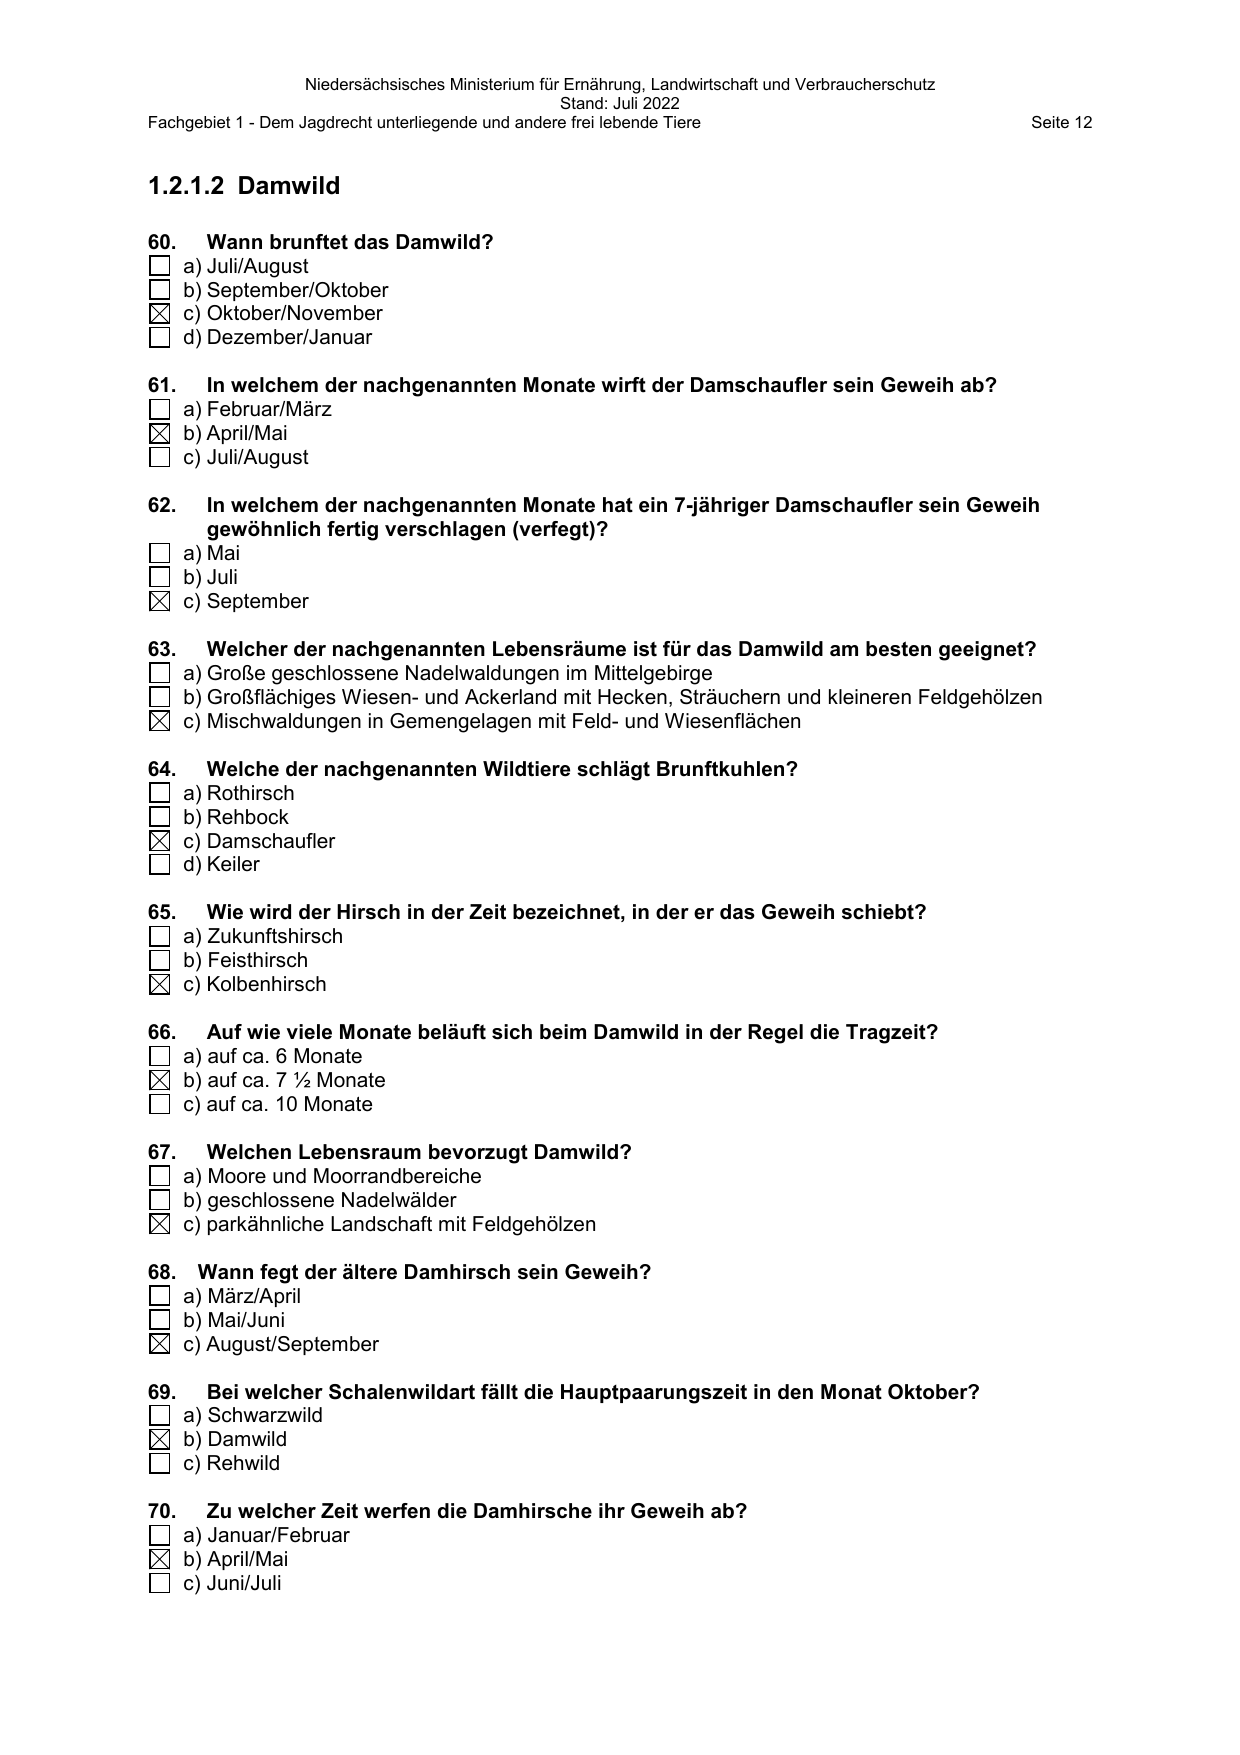 Niedersächsisches Ministerium für Ernährung, Landwirtschaft und Verbraucherschutz
Stand: Juli 2022
Fachgebiet 1 - Dem Jagdrecht unterliegende und andere frei lebende Tiere Seite 12
1.2.1.2 Damwild
60. Wann brunftet das Damwild?
☐ a) Juli/August
☐ b) September/Oktober
☒ c) Oktober/November
☐ d) Dezember/Januar
61. In welchem der nachgenannten Monate wirft der Damschaufler sein Geweih ab?
☐ a) Februar/März
☒ b) April/Mai
☐ c) Juli/August
62. In welchem der nachgenannten Monate hat ein 7-jähriger Damschaufler sein Geweih
gewöhnlich fertig verschlagen (verfegt)?
☐ a) Mai
☐ b) Juli
☒ c) September
63. Welcher der nachgenannten Lebensräume ist für das Damwild am besten geeignet?
☐ a) Große geschlossene Nadelwaldungen im Mittelgebirge
☐ b) Großflächiges Wiesen- und Ackerland mit Hecken, Sträuchern und kleineren Feldgehölzen
☒ c) Mischwaldungen in Gemengelagen mit Feld- und Wiesenflächen
64. Welche der nachgenannten Wildtiere schlägt Brunftkuhlen?
☐ a) Rothirsch
☐ b) Rehbock
☒ c) Damschaufler
☐ d) Keiler
65. Wie wird der Hirsch in der Zeit bezeichnet, in der er das Geweih schiebt?
☐ a) Zukunftshirsch
☐ b) Feisthirsch
☒ c) Kolbenhirsch
66. Auf wie viele Monate beläuft sich beim Damwild in der Regel die Tragzeit?
☐ a) auf ca. 6 Monate
☒ b) auf ca. 7 ½ Monate
☐ c) auf ca. 10 Monate
67. Welchen Lebensraum bevorzugt Damwild?
☐ a) Moore und Moorrandbereiche
☐ b) geschlossene Nadelwälder
☒ c) parkähnliche Landschaft mit Feldgehölzen
68. Wann fegt der ältere Damhirsch sein Geweih?
☐ a) März/April
☐ b) Mai/Juni
☒ c) August/September
69. Bei welcher Schalenwildart fällt die Hauptpaarungszeit in den Monat Oktober?
☐ a) Schwarzwild
☒ b) Damwild
☐ c) Rehwild
70. Zu welcher Zeit werfen die Damhirsche ihr Geweih ab?
☐ a) Januar/Februar
☒ b) April/Mai
☐ c) Juni/Juli